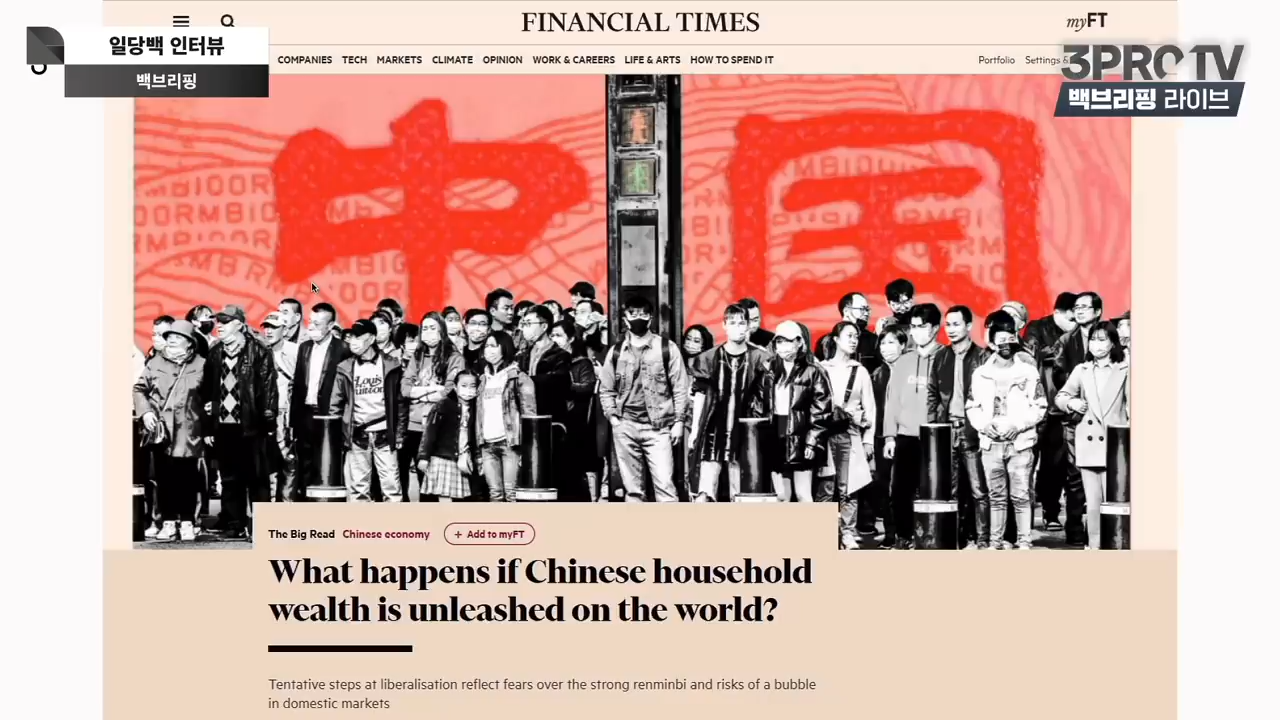 일당백 인터뷰
백브리핑
FINANCIAL TIMES
myFT
3PROTV
백브리핑 라이브
COMPANIES TECH MARKETS CLIMATE OPINION WORK & CAREERS LIFE & ARTS HOW TO SPEND IT
Portfolio Settings &
中国
The Big Read Chinese economy + Add to myFT
What happens if Chinese household
wealth is unleashed on the world?
Tentative steps at liberalisation reflect fears over the strong renminbi and risks of a bubble
in domestic markets